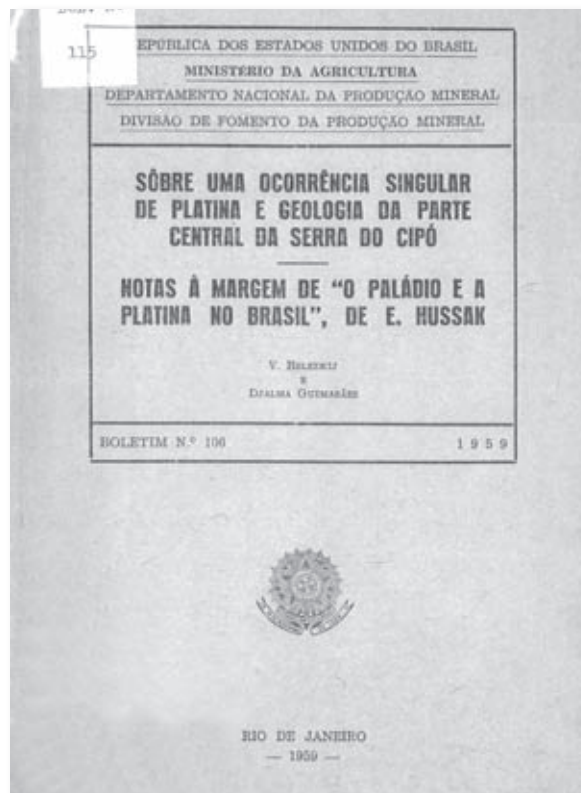 115
REPÚBLICA DOS ESTADOS UNIDOS DO BRASIL
MINISTÉRIO DA AGRICULTURA
DEPARTAMENTO NACIONAL DA PRODUÇÃO MINERAL
DIVISÃO DE FOMENTO DA PRODUÇÃO MINERAL
SÔBRE UMA OCORRÊNCIA SINGULAR
DE PLATINA E GEOLOGIA DA PARTE
CENTRAL DA SERRA DO CIPÓ
NOTAS À MARGEM DE "O PALÁDIO E A
PLATINA NO BRASIL", DE E. HUSSAK
V.
E
DJALMA GUIMARÃES
BOLETIM N.º 106
1959
RIO DE JANEIRO
— 1959 —